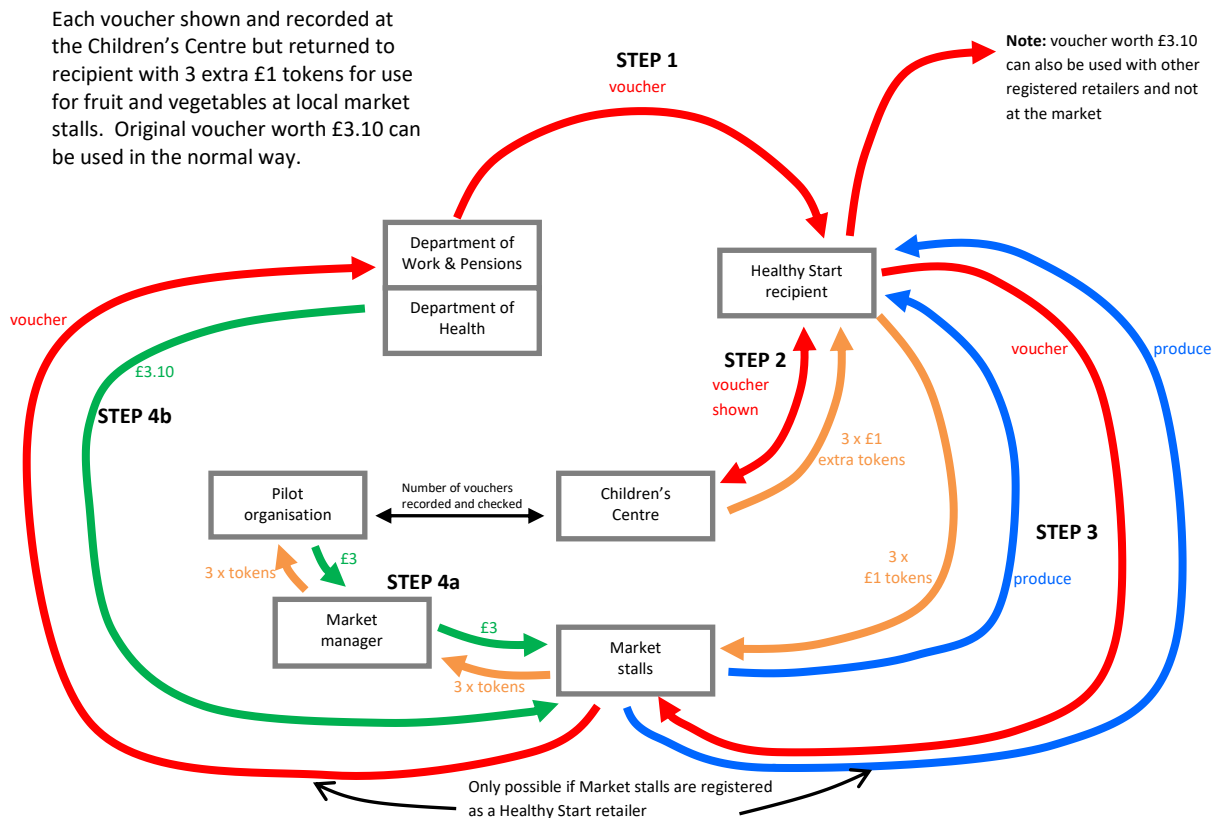 Each voucher shown and recorded at
the Children’s Centre but returned to
recipient with 3 extra £1 tokens for use
for fruit and vegetables at local market
stalls.  Original voucher worth £3.10 can
be used in the normal way.
STEP 1
voucher
Note: voucher worth £3.10
can also be used with other
registered retailers and not
at the market
Department of
Work & Pensions
Department of
Health
Healthy Start
recipient
voucher
£3.10
STEP 4b
STEP 2
voucher
shown
voucher
produce
3 x £1
extra tokens
Pilot
organisation
Number of vouchers
recorded and checked
Children’s
Centre
STEP 3
3 x
£1 tokens
produce
3 x tokens
£3
STEP 4a
Market
manager
£3
3 x tokens
Market
stalls
Only possible if Market stalls are registered
as a Healthy Start retailer